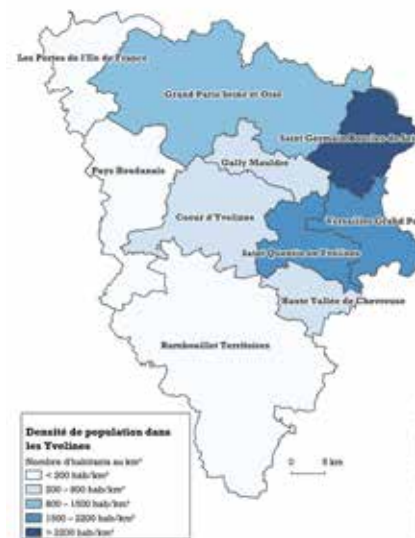 Les Portes de l'Ile de France
Grand Paris Seine et Oise
Saint Germain Boucles de Sei
Gally Mauldre
Pays Houdanais
Coeur d'Yvelines
Versailles Grand Pa
Saint Quentin en Yvelines
Haute Vallée de Chevreuse
Rambouillet Territoires
Densité de population dans
les Yvelines
Nombre d'habitants au km²
< 200 hab/km²
200 - 800 hab/km²
800 - 1500 hab/km²
1500 - 2200 hab/km²
> 2200 hab/km²
0
8 km